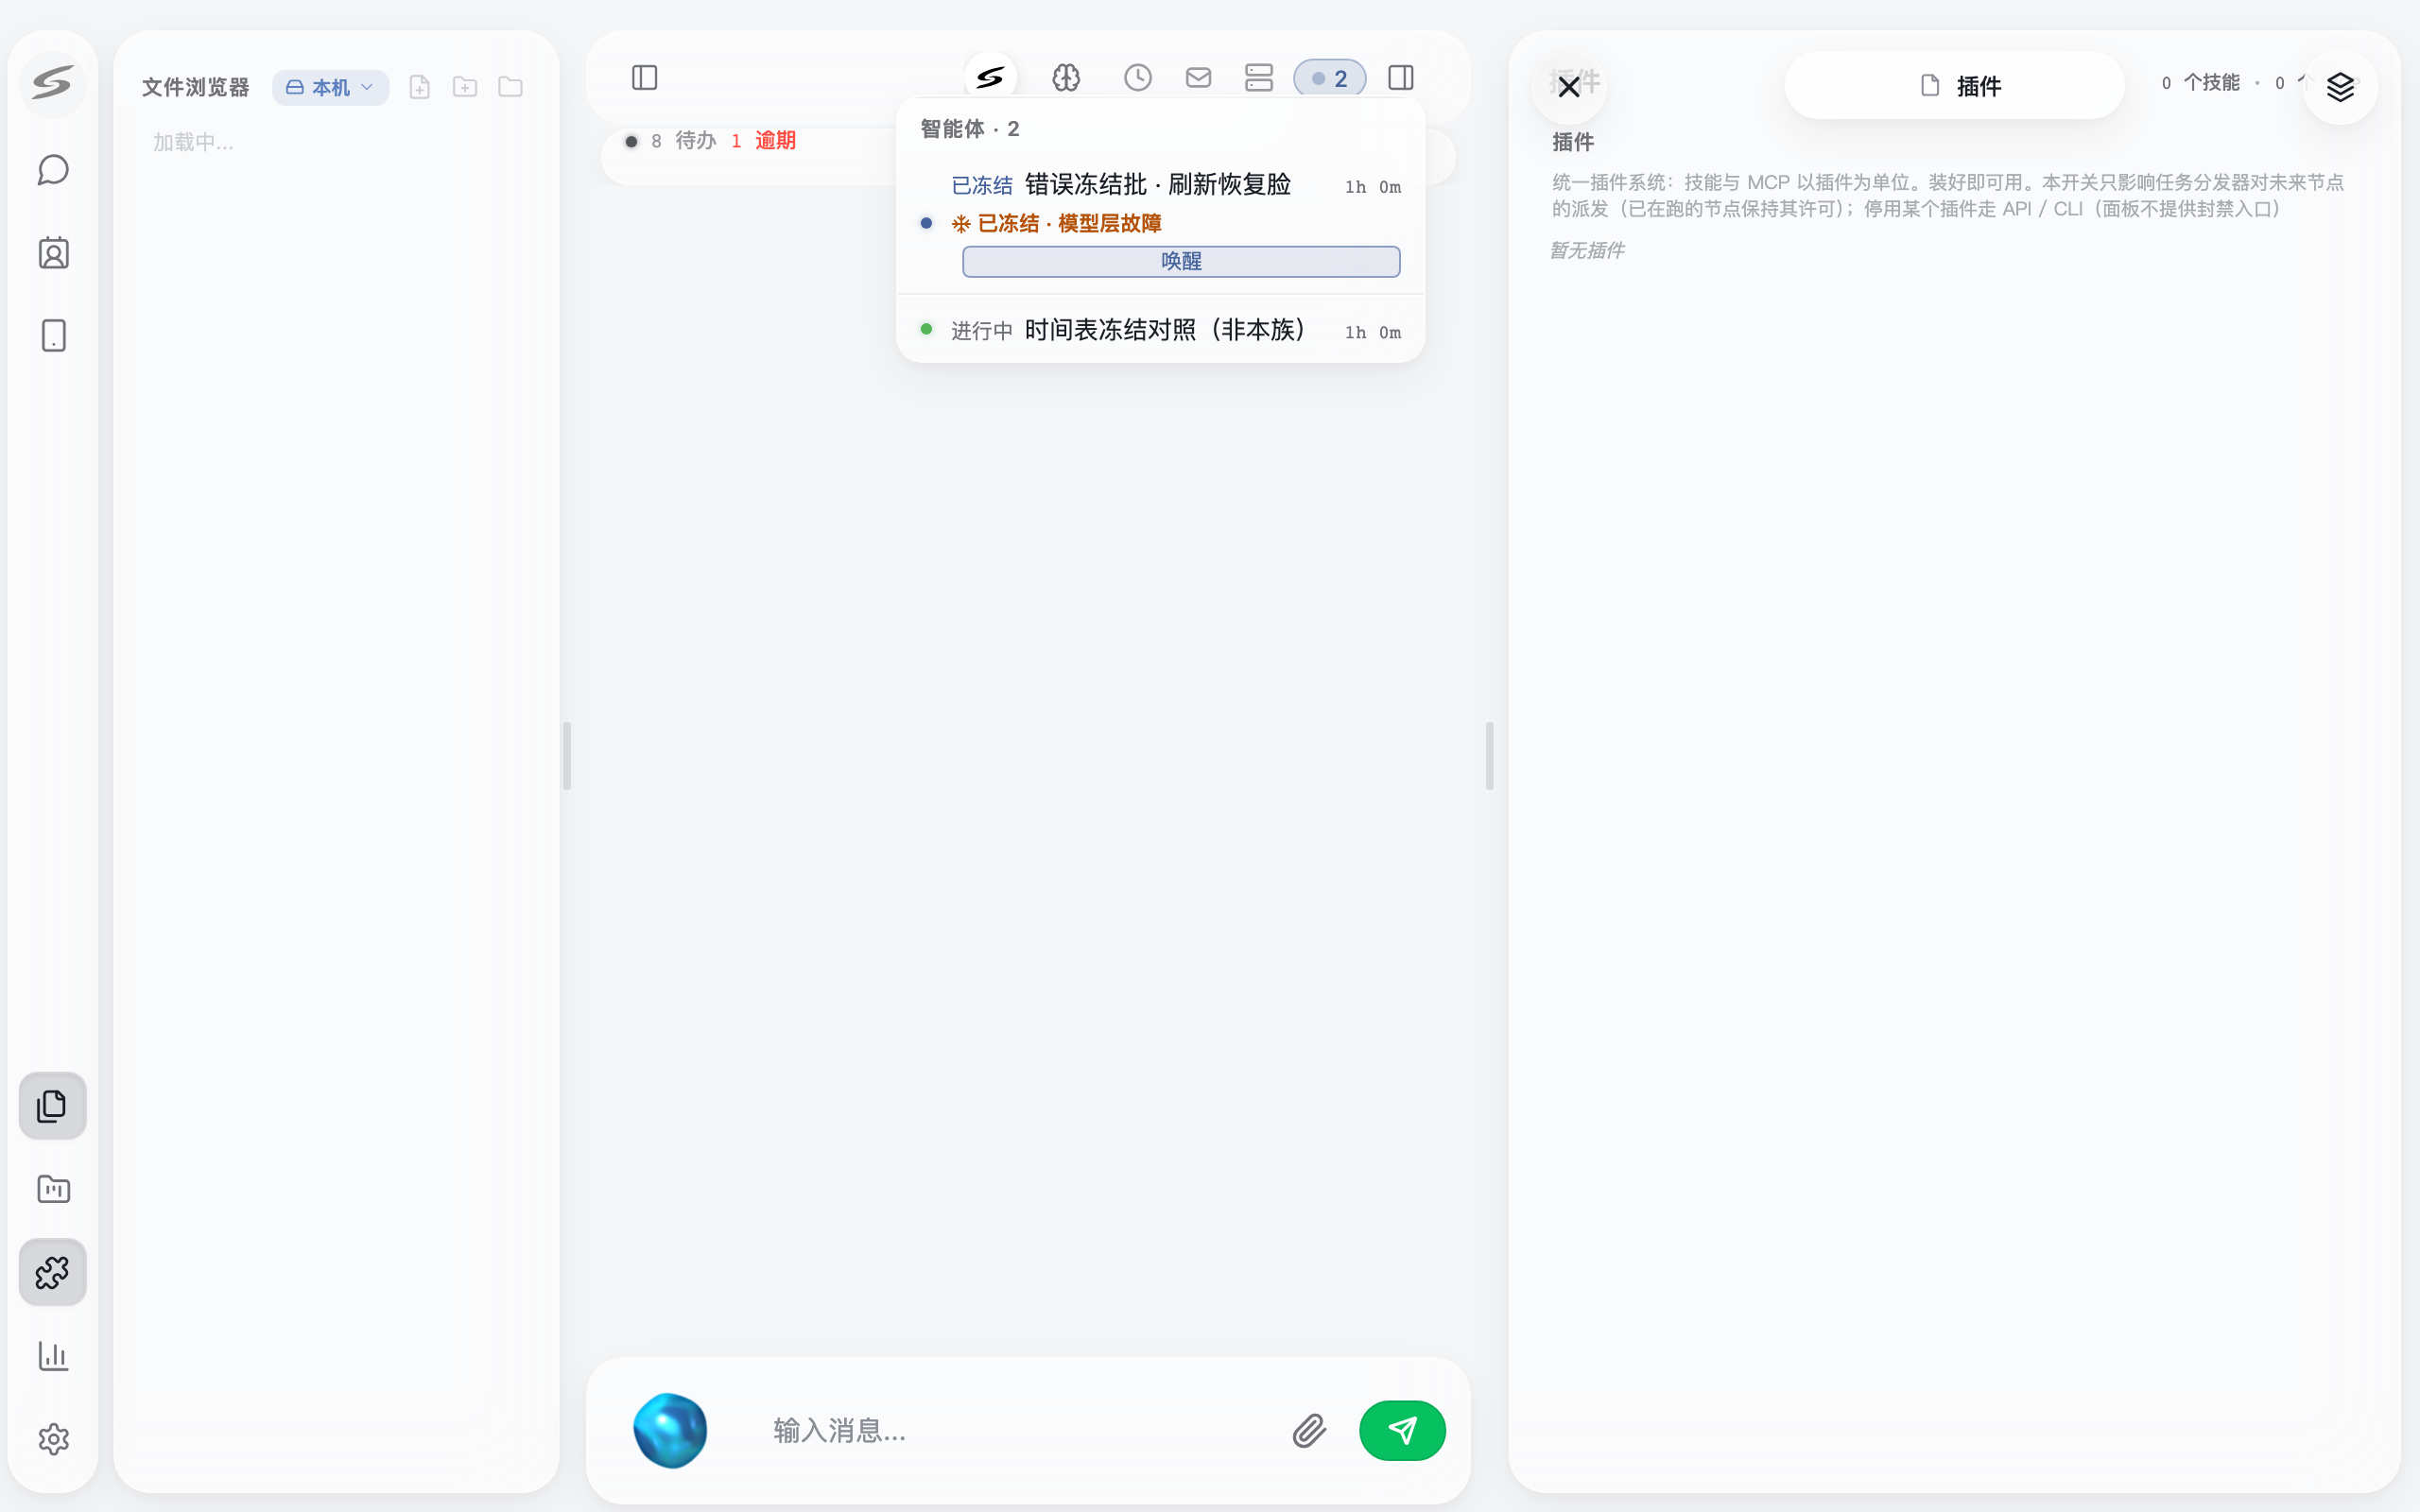 文件浏览器
本机
加载中...
2
8 待办 1 逾期
智能体 · 2
已冻结 错误冻结批 · 刷新恢复脸 1h 0m
已冻结 · 模型层故障
唤醒
进行中 时间表冻结对照（非本族） 1h 0m
输入消息...
插件
插件
0 个技能 · 0 个
插件
统一插件系统：技能与 MCP 以插件为单位。装好即可用。本开关只影响任务分发器对未来节点
的派发（已在跑的节点保持其许可）；停用某个插件走 API / CLI（面板不提供封禁入口）
暂无插件